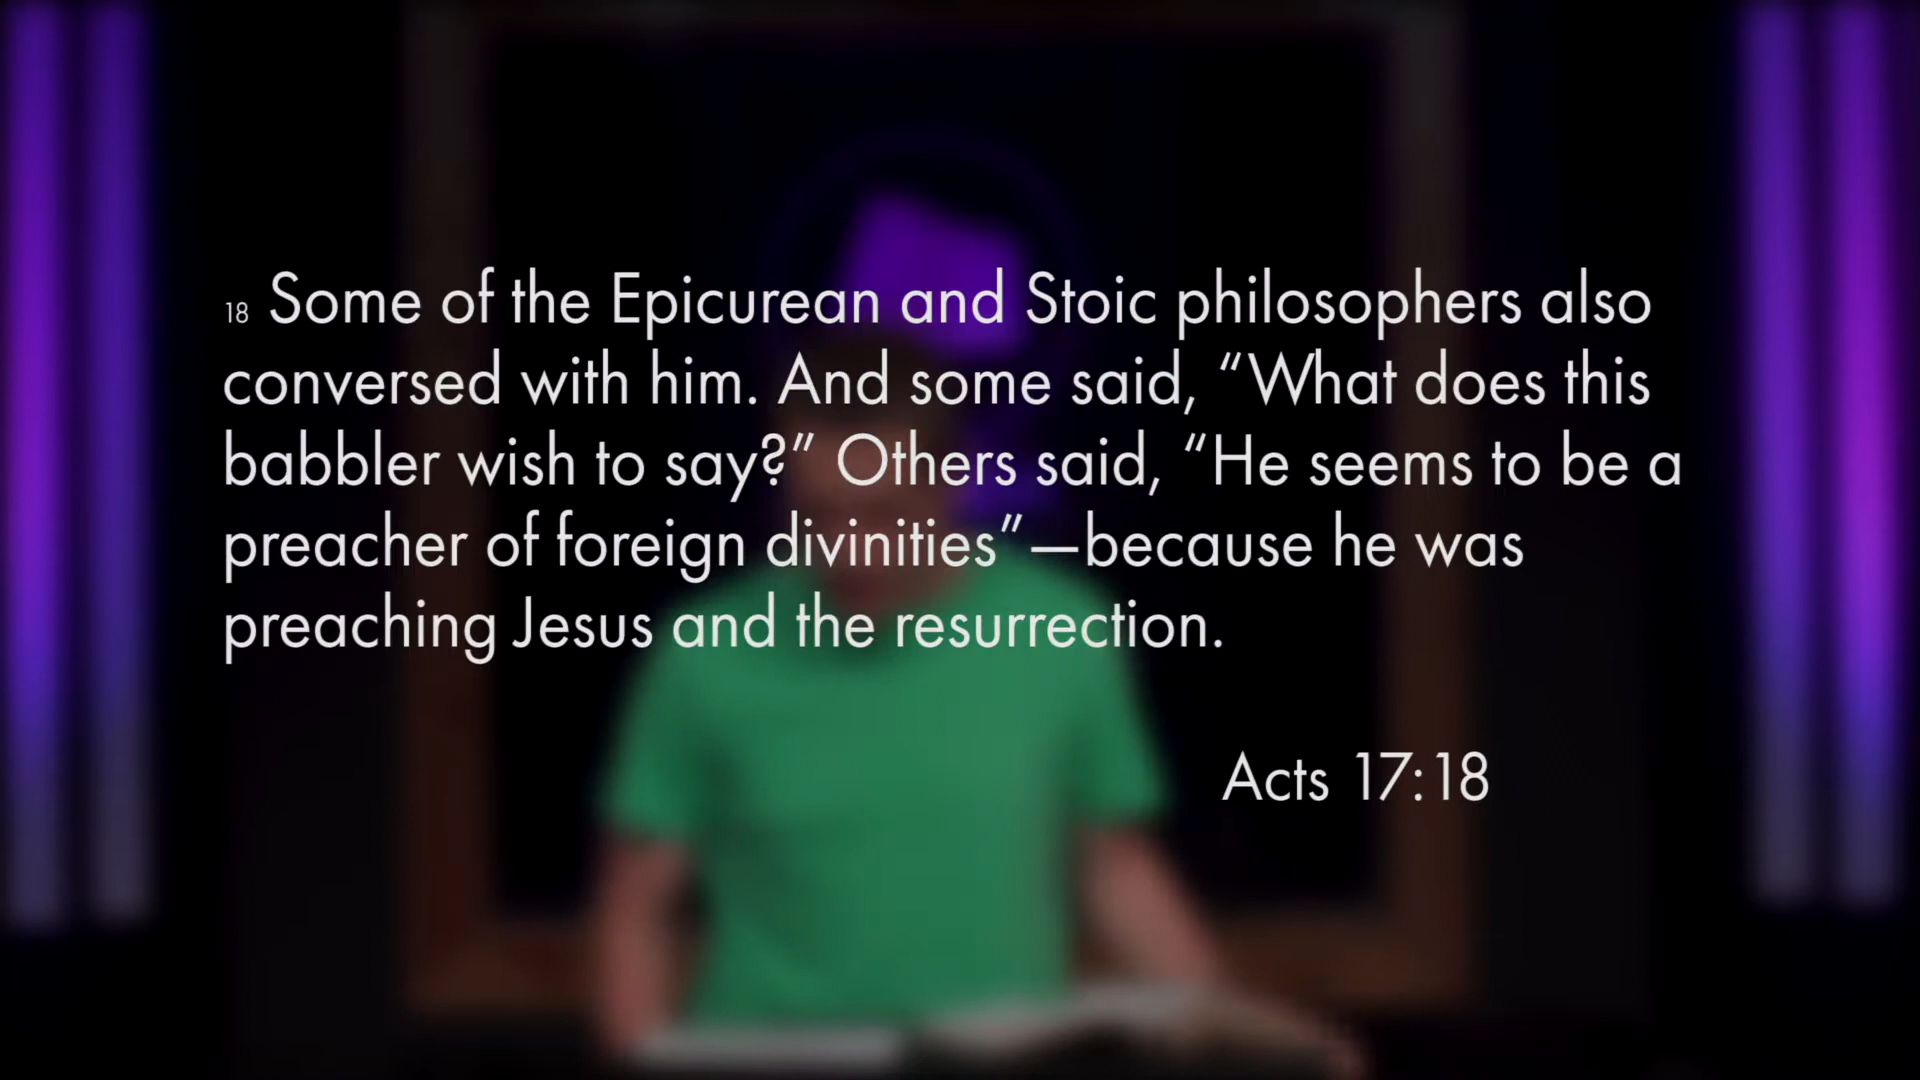 18 Some of the Epicurean and Stoic philosophers also
conversed with him. And some said, “What does this
babbler wish to say?” Others said, “He seems to be a
preacher of foreign divinities”—because he was
preaching Jesus and the resurrection.
Acts 17:18